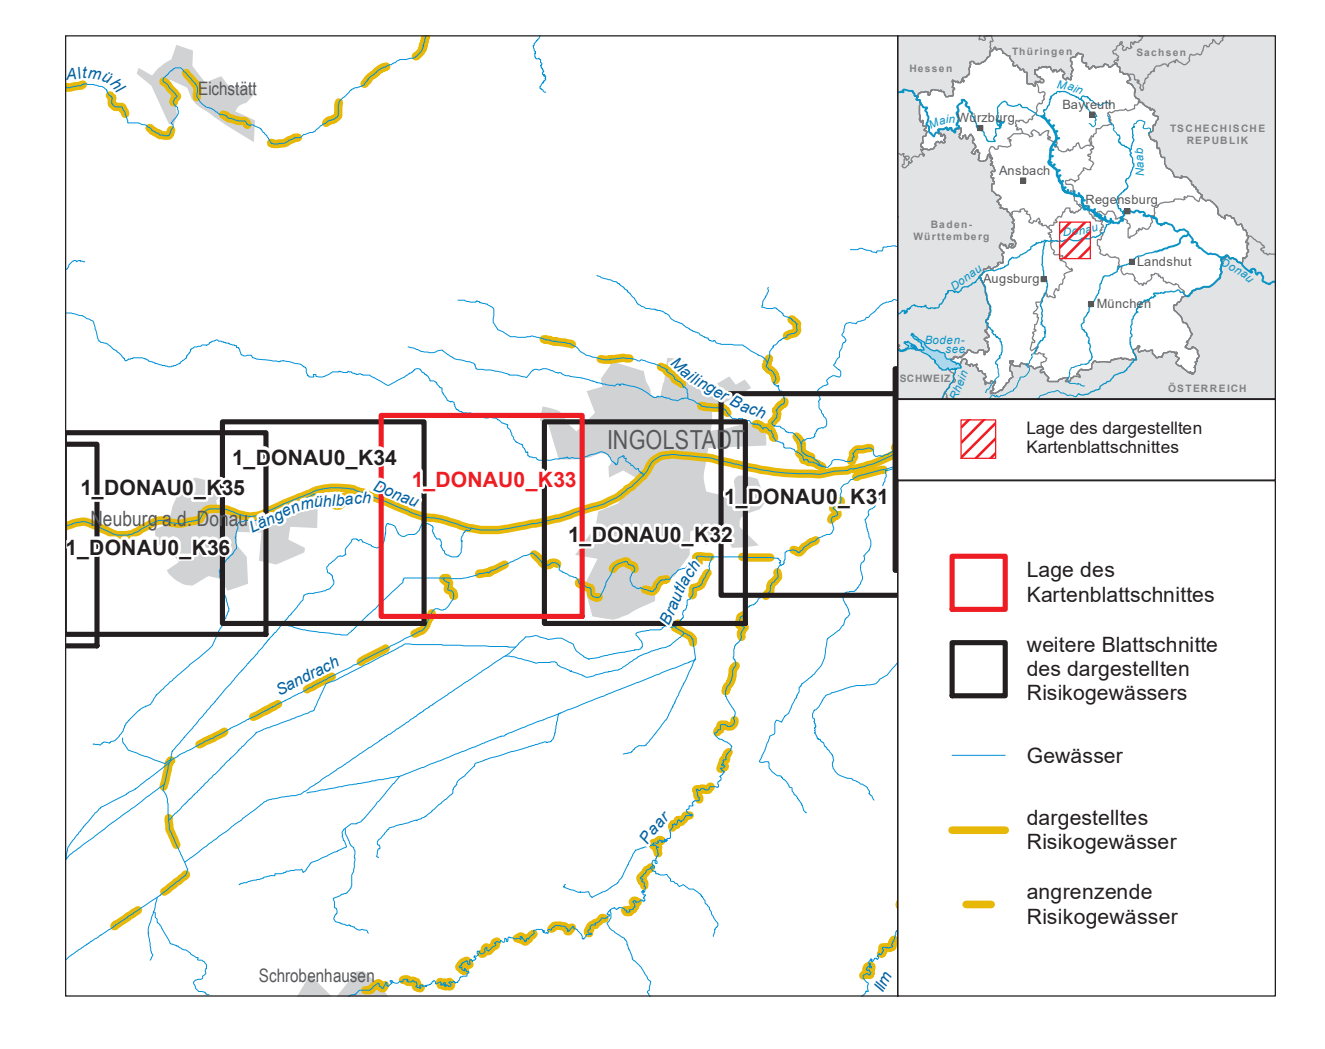 Altmühl
Eichstätt
Mailinger Bach
INGOLSTADT
1_DONAU0_K34
1_DONAU0_K33
1_DONAU0_K35
Donau
Längenmühlbach
1_DONAU0_K31
Neuburg a.d. Donau
1_DONAU0_K32
1_DONAU0_K36
Brautlach
Sandrach
Paar
Schrobenhausen
Ilm
Thüringen
Sachsen
Hessen
Main
Bayreuth
Main
Würzburg
TSCHECHISCHE
REPUBLIK
Naab
Ansbach
Regensburg
Baden-
Württemberg
Donau
Landshut
Donau
Donau
Augsburg
München
Boden-
see
SCHWEIZ
Rhein
ÖSTERREICH
Lage des dargestellten
Kartenblattschnittes
Lage des
Kartenblattschnittes
weitere Blattschnitte
des dargestellten
Risikogewässers
Gewässer
dargestelltes
Risikogewässer
angrenzende
Risikogewässer